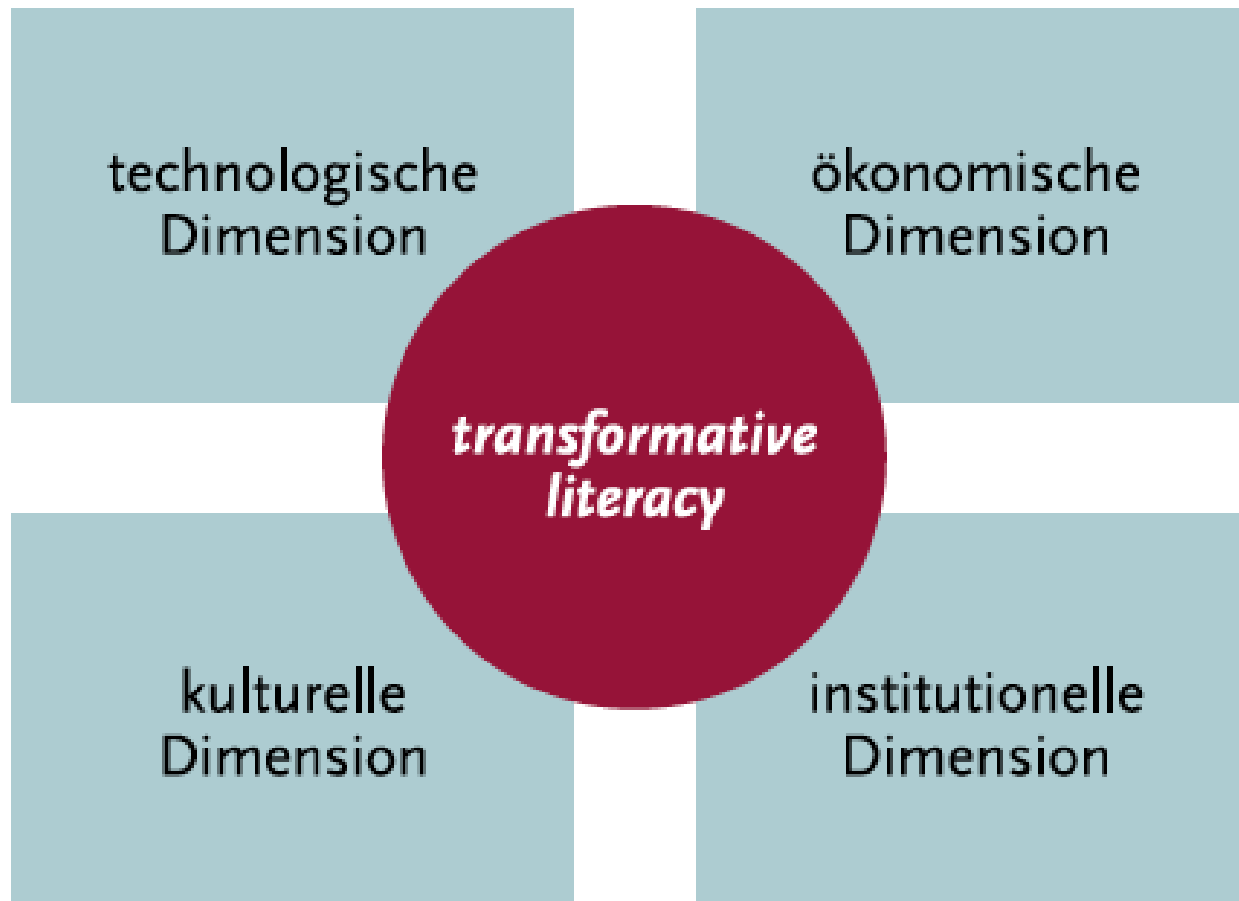 technologische
Dimension
ökonomische
Dimension
transformative
literacy
kulturelle
Dimension
institutionelle
Dimension